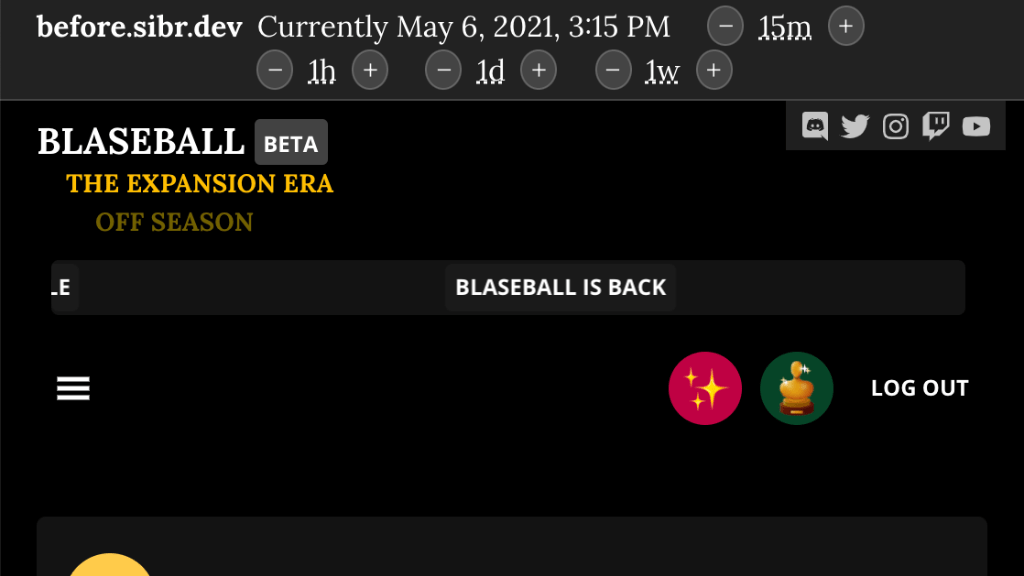 before.sibr.dev Currently May 6, 2021, 3:15 PM − 15m +
− 1h + − 1d + − 1w +
BLASEBALL BETA
THE EXPANSION ERA
OFF SEASON
LE BLASEBALL IS BACK
LOG OUT